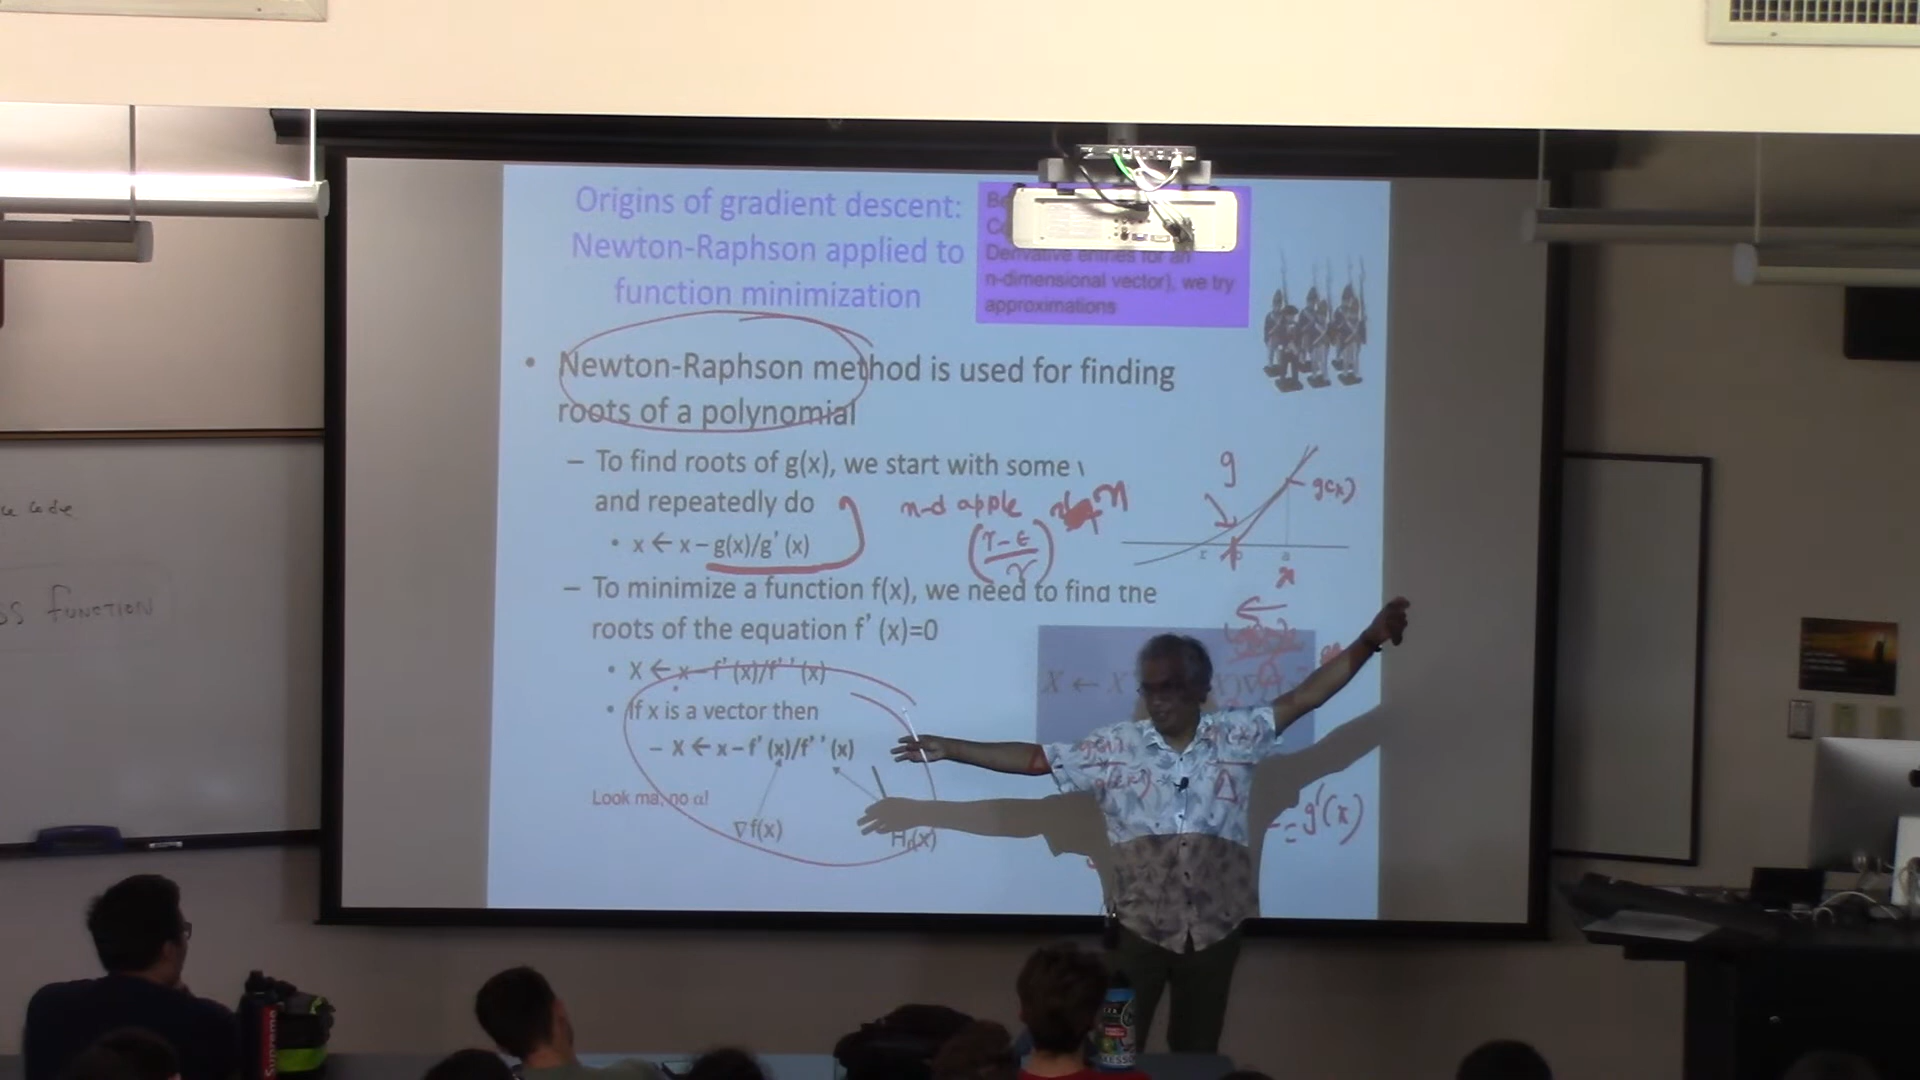 Origins of gradient descent:
Newton-Raphson applied to
function minimization
Derivative entries for an
n-dimensional vector), we try
approximations
• Newton-Raphson method is used for finding
roots of a polynomial
– To find roots of g(x), we start with some
and repeatedly do
• x ← x – g(x)/g'(x)
n-d apple
g
g(x)
r
a
x
– To minimize a function f(x), we need to find the
roots of the equation f'(x)=0
• X ← x – f'(x)/f''(x)
• If x is a vector then
– X ← x – f'(x)/f''(x)
Look ma, no α!
∇f(x)
X ← X
= g'(x)
code
FUNCTION
Supreme